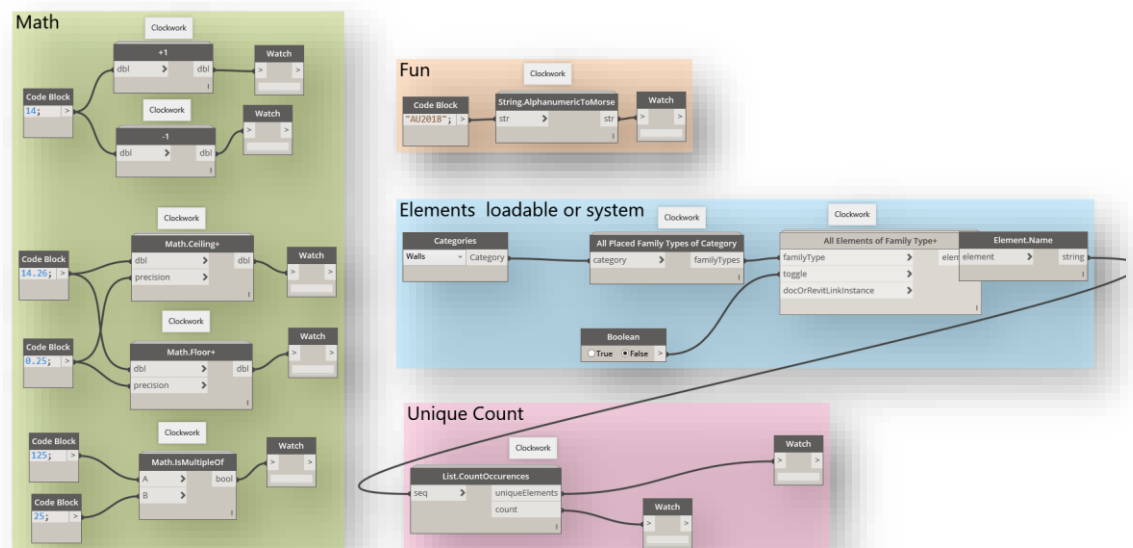 Math
Clockwork
+1
dbl > dbl
Watch
> >
Code Block
14; >
Clockwork
-1
dbl > dbl
Watch
> >
Clockwork
Math.Ceiling+
dbl > dbl
precision >
Watch
> >
Code Block
14.26; >
Clockwork
Math.Floor+
dbl > dbl
precision >
Watch
> >
Code Block
0.25; >
Clockwork
Math.IsMultipleOf
A > bool
B >
Watch
> >
Code Block
125; >
Code Block
25; >
Fun
Clockwork
Code Block
"AU2018"; >
String.AlphanumericToMorse
str > str
Watch
> >
Elements loadable or system
Clockwork
Clockwork
Categories
Walls Category
All Placed Family Types of Category
category > familyTypes
All Elements of Family Type+
familyType > elem
toggle >
docOrRevitLinkInstance >
Element.Name
element > string
Boolean
True False >
Unique Count
Clockwork
List.CountOccurences
seq > uniqueElements
count
Watch
> >
Watch
> >